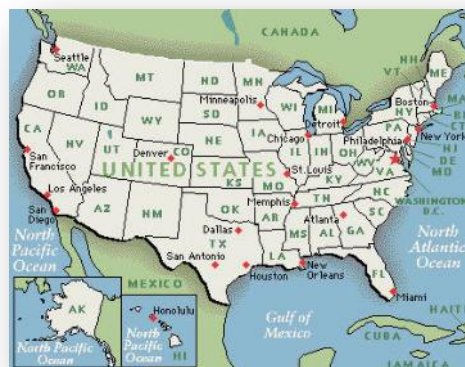 CANADA
Seattle
WA
MT
ND
MN
NH
VT
ME
OR
ID
SD
Minneapolis
WI
MI
Boston
MA
WY
NY
Detroit
CA
NV
UT
NE
IA
Chicago
PA
Philadelphia
New York
Denver
CO
IL
IN
OH
WV
NJ
DE
San
Francisco
UNITED STATES
St.Louis
VA
MO
KS
MO
KY
WASHINGTON
D.C.
Los Angeles
Memphis
TN
NC
San
Diego
AZ
NM
OK
AR
Atlanta
SC
Dallas
MS
AL
GA
North
Pacific
Ocean
TX
San Antonio
LA
North
Atlantic
Ocean
Houston
New
Orleans
FL
MEXICO
Miami
AK
Honolulu
Gulf of
Mexico
North
Pacific
Ocean
North Pacific
Ocean
HI
CUBA
HAITI
JAMAICA